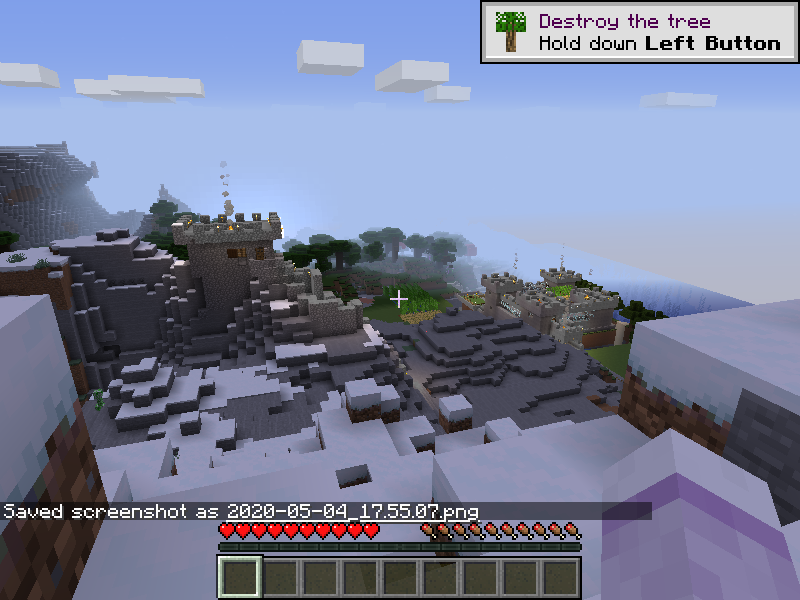 Destroy the tree
Hold down Left Button
Saved screenshot as 2020-05-04_17.55.07.png